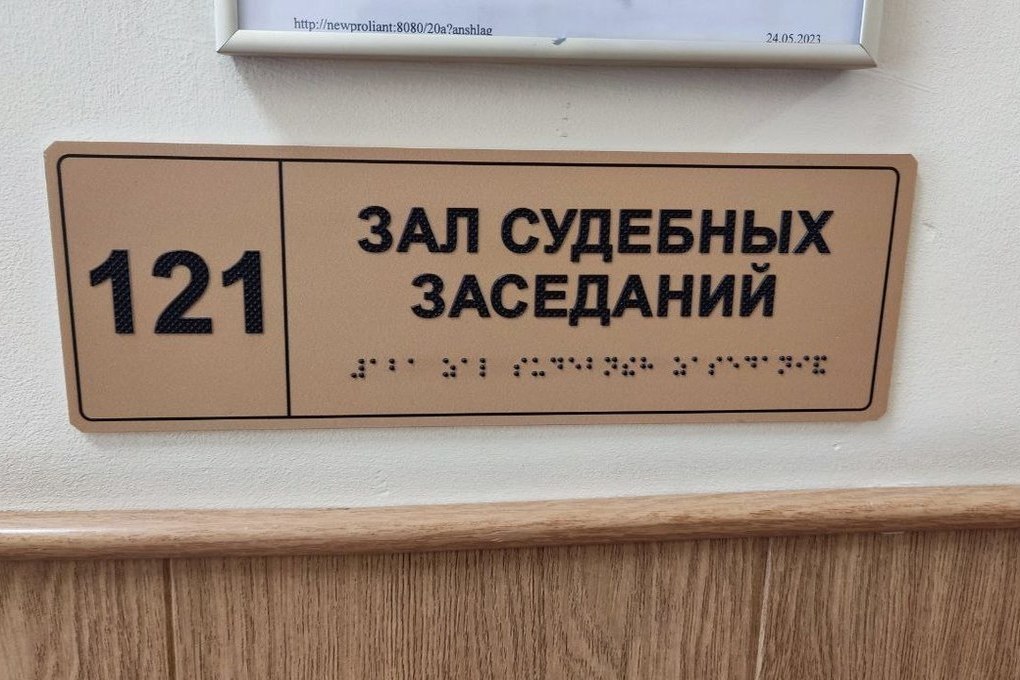 http://newproliant:8080/20a?anshlag
24.05.2023
121
ЗАЛ СУДЕБНЫХ
ЗАСЕДАНИЙ
⠼⠁⠃⠁ ⠵⠁⠇ ⠎⠥⠙⠑⠃⠝⠮⠓ ⠵⠁⠎⠑⠙⠁⠝⠊⠯